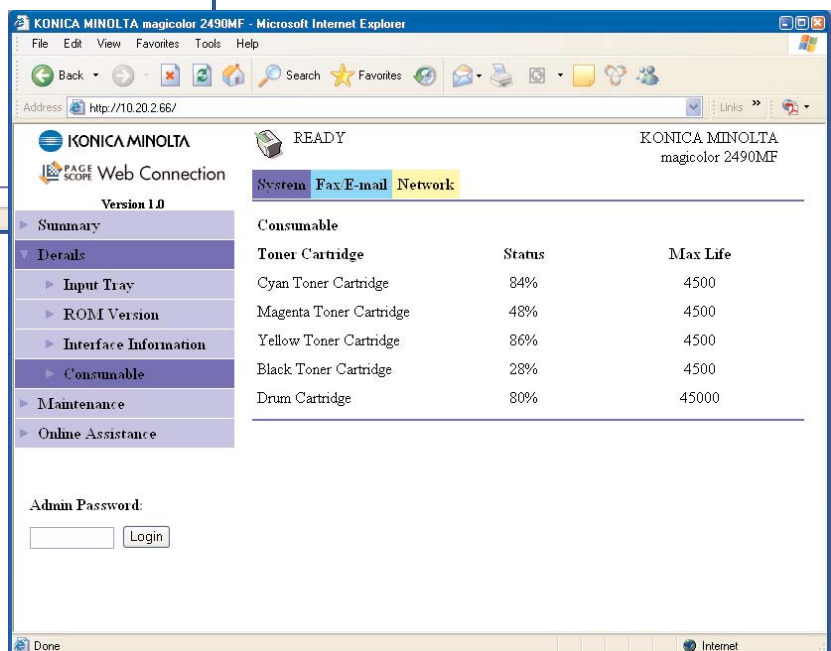 KONICA MINOLTA magicolor 2490MF - Microsoft Internet Explorer
File Edit View Favorites Tools Help
Back Search Favorites
Address http://10.20.2.66/ Links »
KONICA MINOLTA
PAGE SCOPE Web Connection
Version 1.0
READY
KONICA MINOLTA
magicolor 2490MF
System Fax/E-mail Network
Summary
Details
Input Tray
ROM Version
Interface Information
Consumable
Maintenance
Online Assistance
Admin Password:
Login
Consumable
Toner Cartridge Status Max Life
Cyan Toner Cartridge 84% 4500
Magenta Toner Cartridge 48% 4500
Yellow Toner Cartridge 86% 4500
Black Toner Cartridge 28% 4500
Drum Cartridge 80% 45000
Done Internet